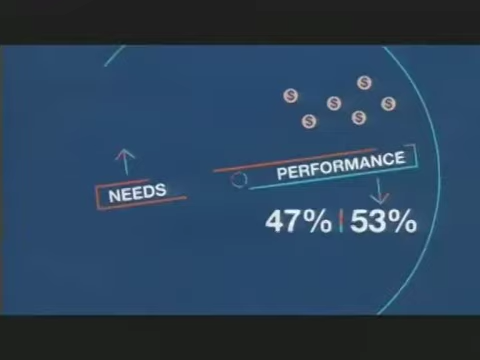 $ $ $ $ $ $
PERFORMANCE
NEEDS
47% | 53%